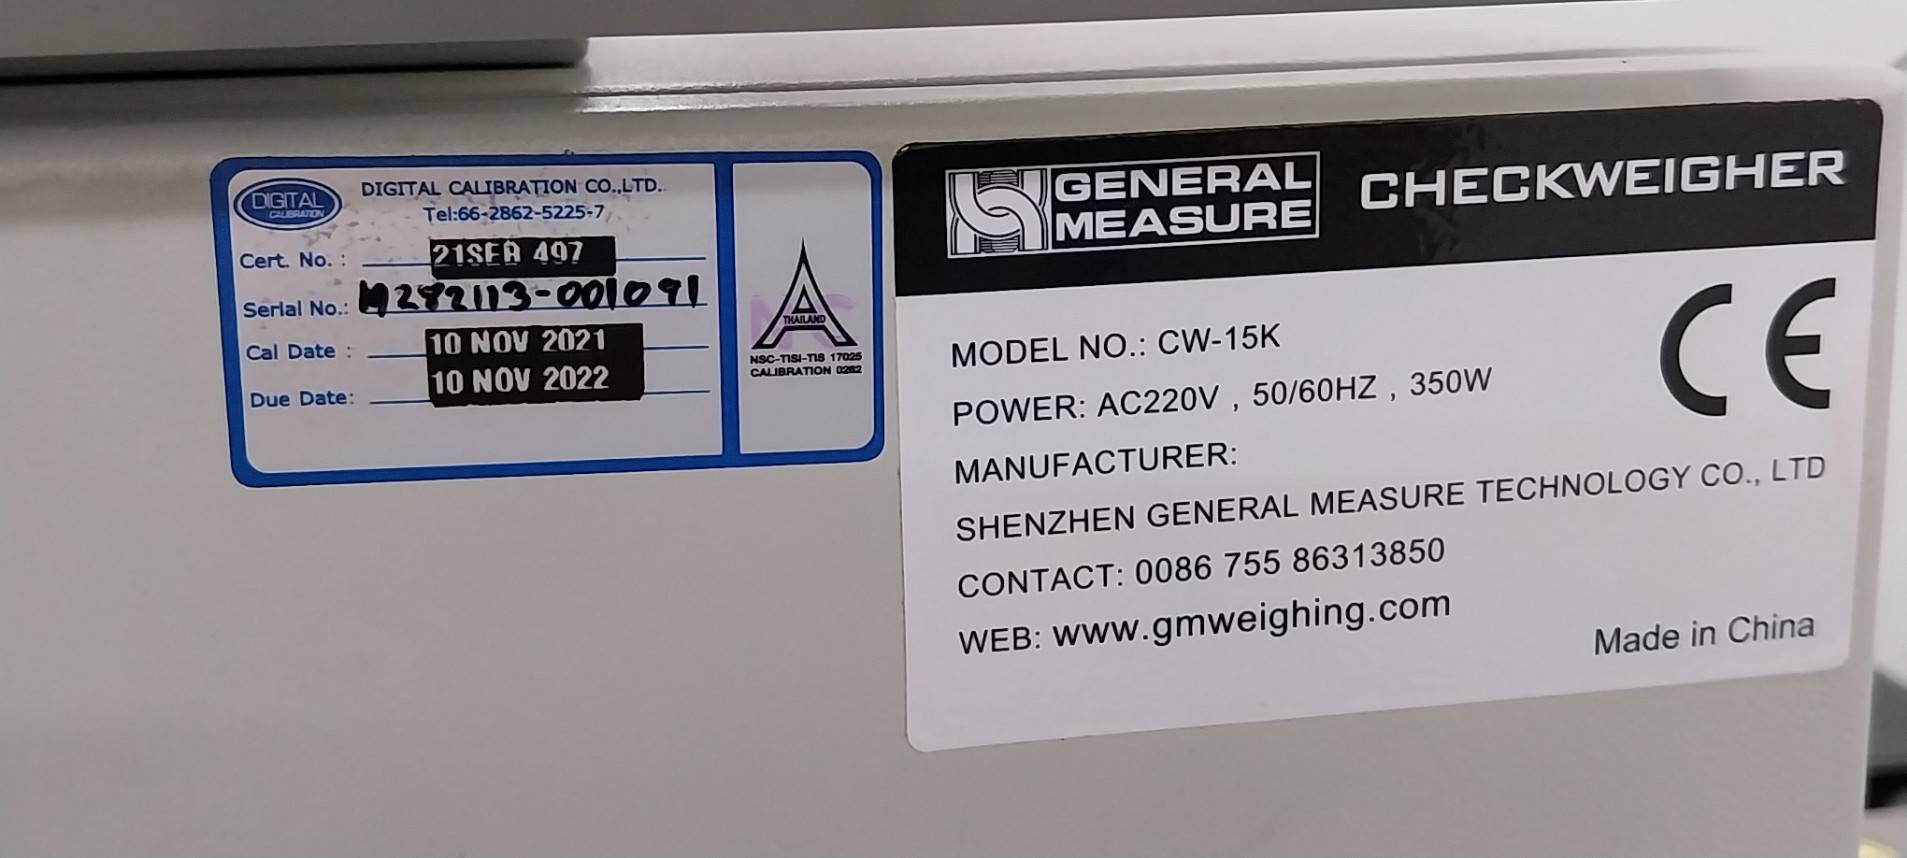 DIGITAL
CALIBRATION
DIGITAL CALIBRATION CO.,LTD.
Tel:66-2862-5225-7
Cert. No. : 497
Serial No.: M282113-001091
Cal Date : 10 NOV 2021
Due Date: 10 NOV 2022
THAILAND
NSC-TISI-TIS 17025
CALIBRATION 0262
GENERAL
MEASURE
CHECKWEIGHER
CE
MODEL NO.: CW-15K
POWER: AC220V , 50/60HZ , 350W
MANUFACTURER:
SHENZHEN GENERAL MEASURE TECHNOLOGY CO., LTD
CONTACT: 0086 755 86313850
WEB: www.gmweighing.com
Made in China